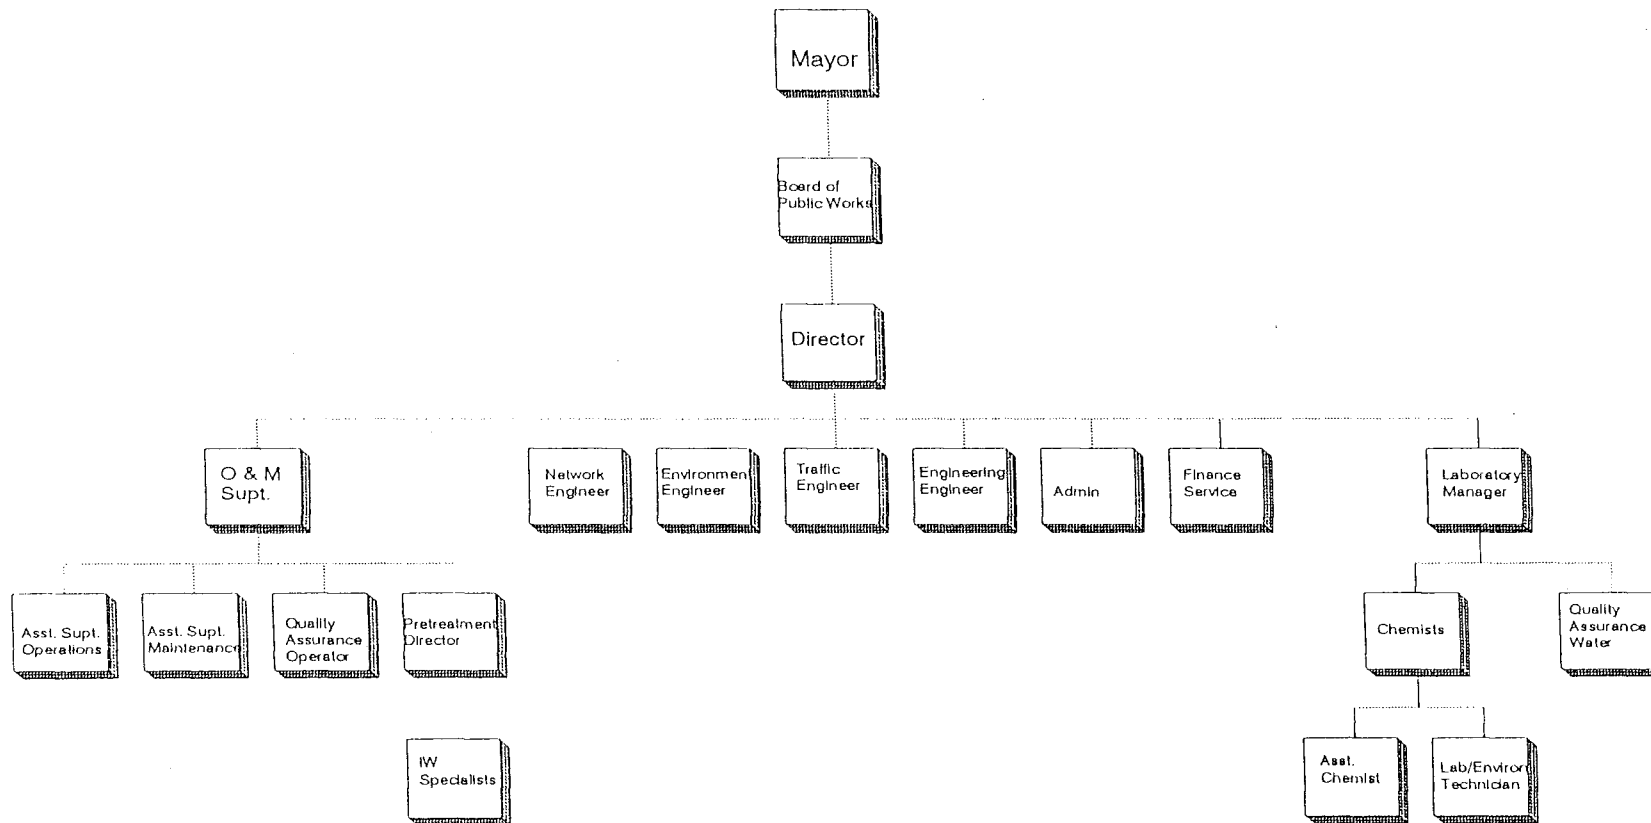 Mayor
Board of
Public Works
Director
O & M
Supt.
Network
Engineer
Environment
Engineer
Traffic
Engineer
Engineering
Engineer
Admin
Finance
Service
Laboratory
Manager
Asst. Supt.
Operations
Asst. Supt.
Maintenance
Quality
Assurance
Operator
Pretreatment
Director
Chemists
Quality
Assurance
Water
IW
Specialists
Asst.
Chemist
Lab/Environ
Technician